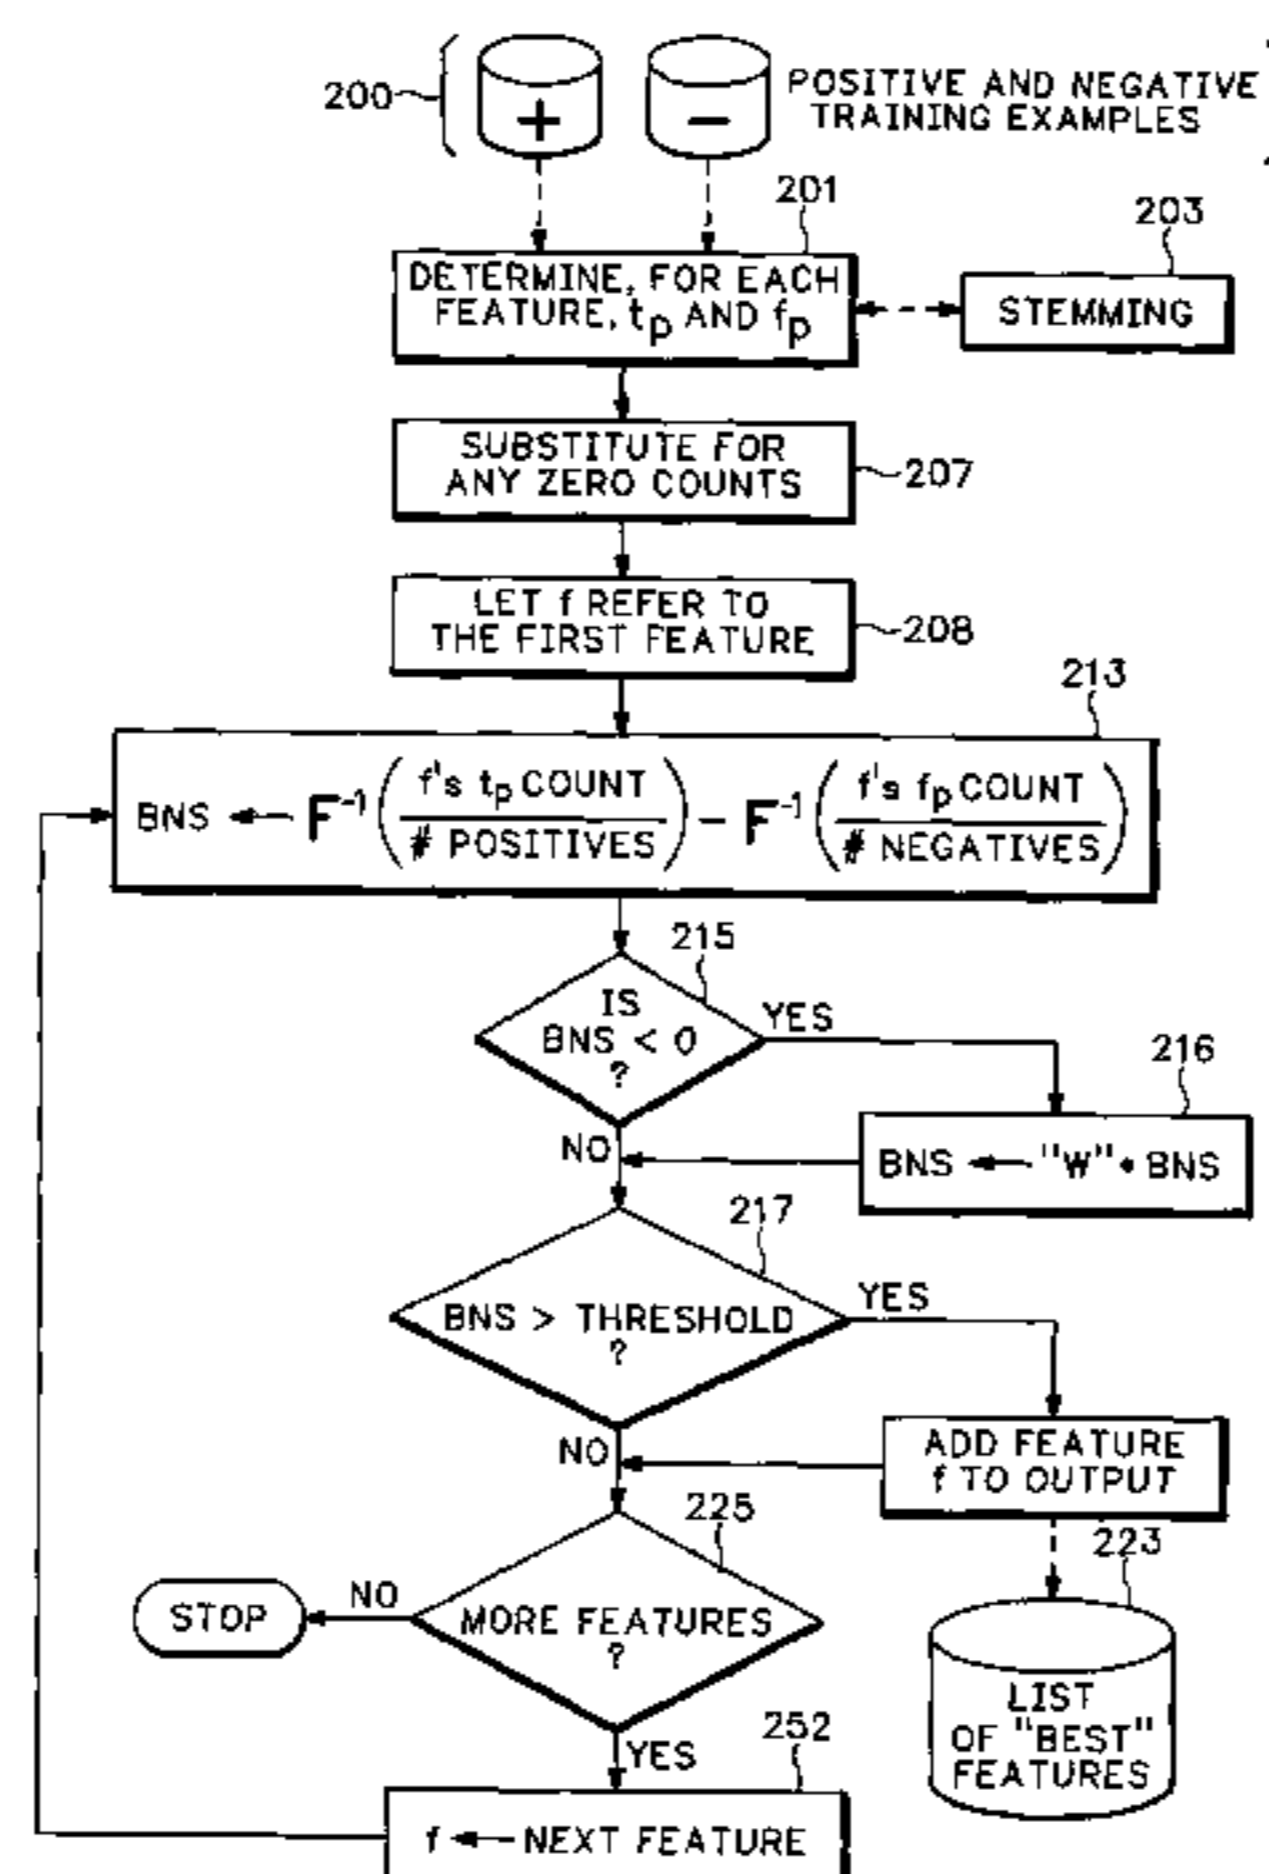 200
+
−
POSITIVE AND NEGATIVE
TRAINING EXAMPLES
201
203
DETERMINE, FOR EACH
FEATURE, tp AND fp
STEMMING
SUBSTITUTE FOR
ANY ZERO COUNTS
207
LET f REFER TO
THE FIRST FEATURE
208
213
BNS ← F⁻¹ (f's tp COUNT / # POSITIVES) − F⁻¹ (f's fp COUNT / # NEGATIVES)
215
IS
BNS < 0
?
YES
216
NO
BNS ← "W" • BNS
217
BNS > THRESHOLD
?
YES
NO
ADD FEATURE
f TO OUTPUT
225
223
NO
STOP
MORE FEATURES
?
LIST
OF "BEST"
FEATURES
252
YES
f ← NEXT FEATURE